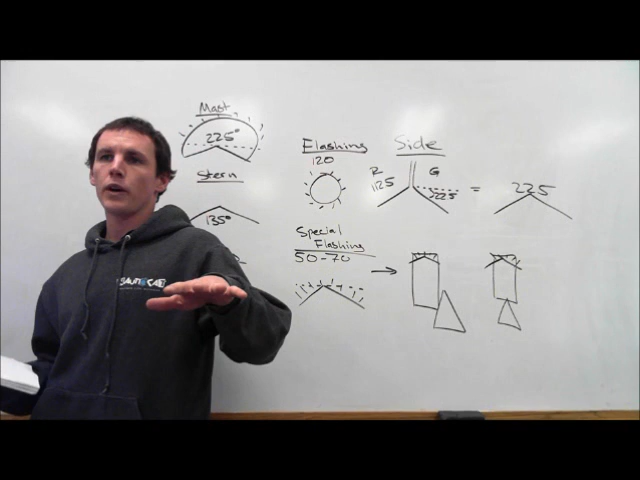 Mast
225°
Stern
135°
Flashing
120
Special
Flashing
50-70
Side
R
125
G
225
=
225